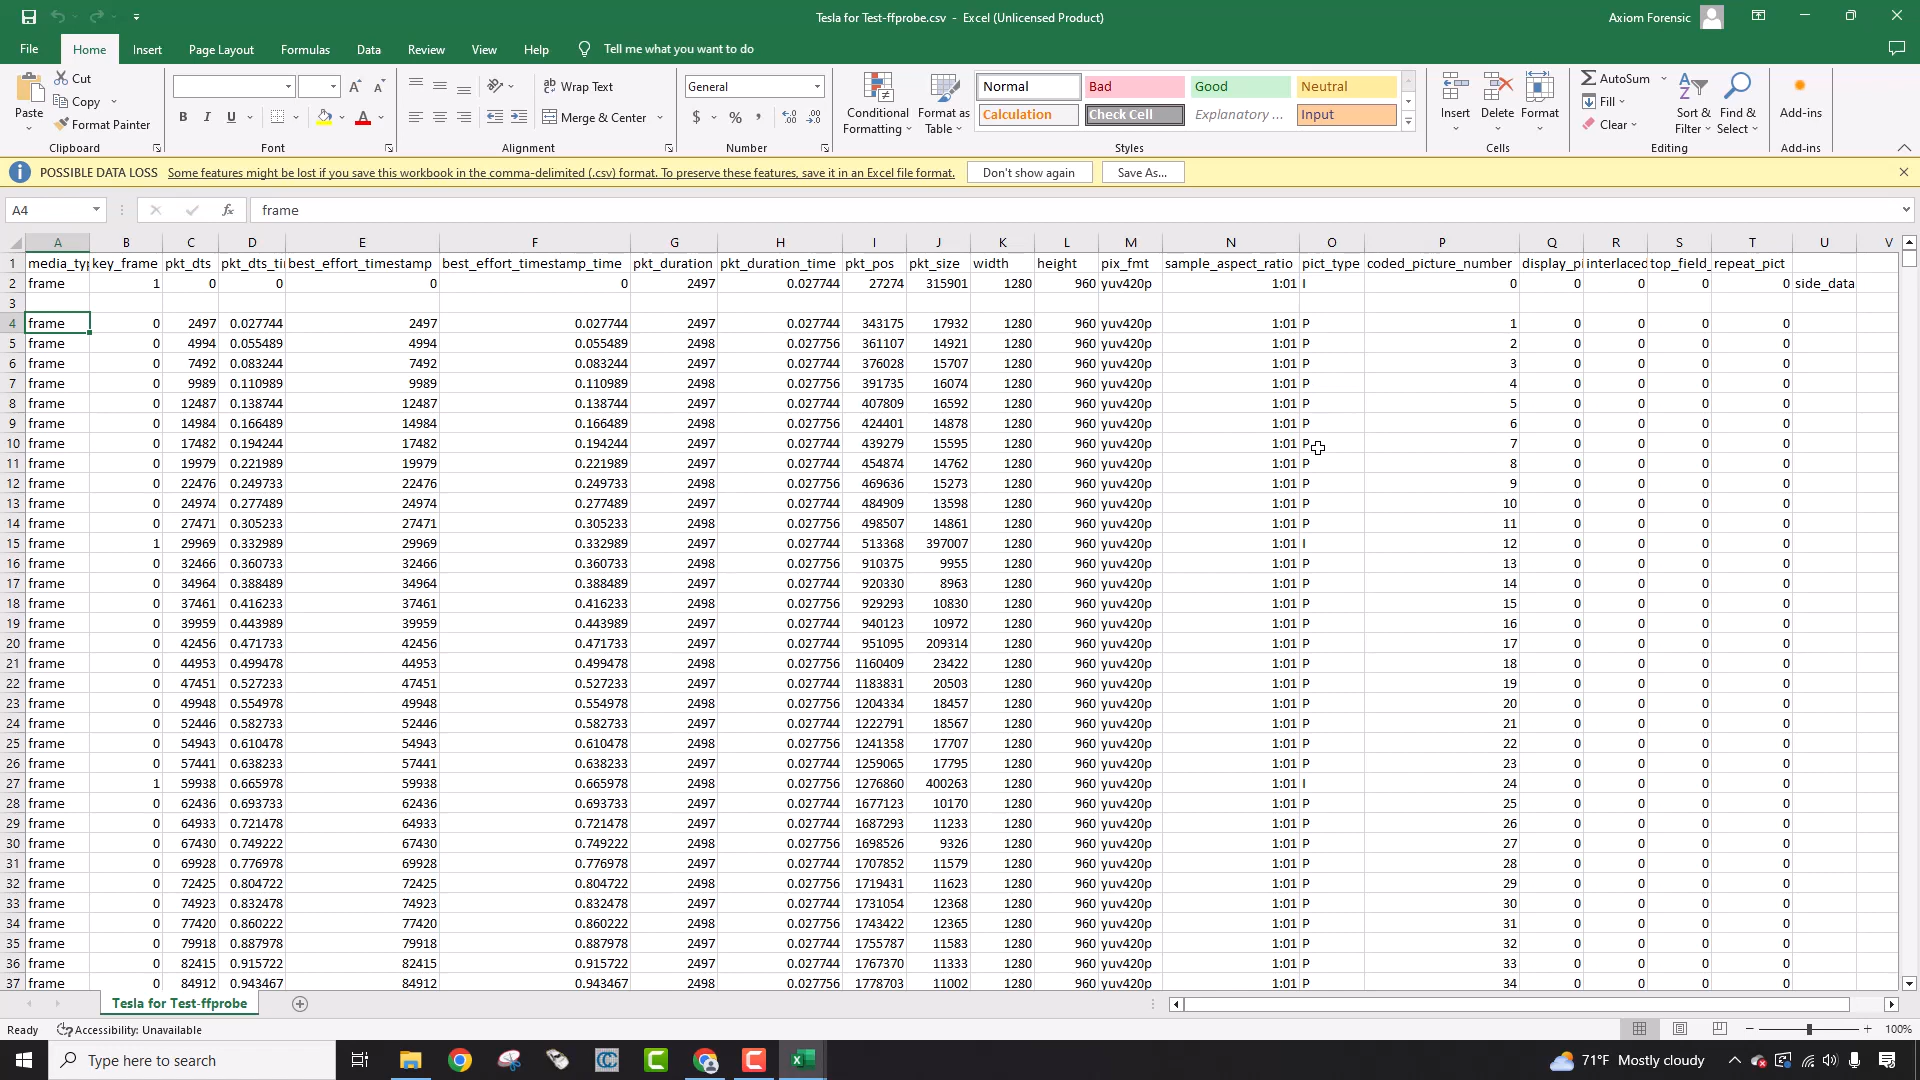 Tesla for Test-ffprobe.csv - Excel (Unlicensed Product) Axiom Forensic
File Home Insert Page Layout Formulas Data Review View Help Tell me what you want to do
Paste Cut Copy Format Painter Clipboard
Font
Wrap Text Merge & Center Alignment
General $ % , Number
Conditional Formatting Format as Table
Normal Bad Good Neutral
Calculation Check Cell Explanatory ... Input
Styles
Insert Delete Format Cells
AutoSum Fill Clear Sort & Filter Find & Select Editing
Add-ins Add-ins
POSSIBLE DATA LOSS Some features might be lost if you save this workbook in the comma-delimited (.csv) format. To preserve these features, save it in an Excel file format. Don't show again Save As...
A4 fx frame
A B C D E F G H I J K L M N O P Q R S T U V
1 media_typ key_frame pkt_dts pkt_dts_ti best_effort_timestamp best_effort_timestamp_time pkt_duration pkt_duration_time pkt_pos pkt_size width height pix_fmt sample_aspect_ratio pict_type coded_picture_number display_pi interlaced top_field_ repeat_pict
2 frame 1 0 0 0 0 2497 0.027744 27274 315901 1280 960 yuv420p 1:01 I 0 0 0 0 0 side_data
3
4 frame 0 2497 0.027744 2497 0.027744 2497 0.027744 343175 17932 1280 960 yuv420p 1:01 P 1 0 0 0 0
5 frame 0 4994 0.055489 4994 0.055489 2498 0.027756 361107 14921 1280 960 yuv420p 1:01 P 2 0 0 0 0
6 frame 0 7492 0.083244 7492 0.083244 2497 0.027744 376028 15707 1280 960 yuv420p 1:01 P 3 0 0 0 0
7 frame 0 9989 0.110989 9989 0.110989 2498 0.027756 391735 16074 1280 960 yuv420p 1:01 P 4 0 0 0 0
8 frame 0 12487 0.138744 12487 0.138744 2497 0.027744 407809 16592 1280 960 yuv420p 1:01 P 5 0 0 0 0
9 frame 0 14984 0.166489 14984 0.166489 2498 0.027756 424401 14878 1280 960 yuv420p 1:01 P 6 0 0 0 0
10 frame 0 17482 0.194244 17482 0.194244 2497 0.027744 439279 15595 1280 960 yuv420p 1:01 P 7 0 0 0 0
11 frame 0 19979 0.221989 19979 0.221989 2497 0.027744 454874 14762 1280 960 yuv420p 1:01 P 8 0 0 0 0
12 frame 0 22476 0.249733 22476 0.249733 2498 0.027756 469636 15273 1280 960 yuv420p 1:01 P 9 0 0 0 0
13 frame 0 24974 0.277489 24974 0.277489 2497 0.027744 484909 13598 1280 960 yuv420p 1:01 P 10 0 0 0 0
14 frame 0 27471 0.305233 27471 0.305233 2498 0.027756 498507 14861 1280 960 yuv420p 1:01 P 11 0 0 0 0
15 frame 1 29969 0.332989 29969 0.332989 2497 0.027744 513368 397007 1280 960 yuv420p 1:01 I 12 0 0 0 0
16 frame 0 32466 0.360733 32466 0.360733 2498 0.027756 910375 9955 1280 960 yuv420p 1:01 P 13 0 0 0 0
17 frame 0 34964 0.388489 34964 0.388489 2497 0.027744 920330 8963 1280 960 yuv420p 1:01 P 14 0 0 0 0
18 frame 0 37461 0.416233 37461 0.416233 2498 0.027756 929293 10830 1280 960 yuv420p 1:01 P 15 0 0 0 0
19 frame 0 39959 0.443989 39959 0.443989 2497 0.027744 940123 10972 1280 960 yuv420p 1:01 P 16 0 0 0 0
20 frame 0 42456 0.471733 42456 0.471733 2497 0.027744 951095 209314 1280 960 yuv420p 1:01 P 17 0 0 0 0
21 frame 0 44953 0.499478 44953 0.499478 2498 0.027756 1160409 23422 1280 960 yuv420p 1:01 P 18 0 0 0 0
22 frame 0 47451 0.527233 47451 0.527233 2497 0.027744 1183831 20503 1280 960 yuv420p 1:01 P 19 0 0 0 0
23 frame 0 49948 0.554978 49948 0.554978 2498 0.027756 1204334 18457 1280 960 yuv420p 1:01 P 20 0 0 0 0
24 frame 0 52446 0.582733 52446 0.582733 2497 0.027744 1222791 18567 1280 960 yuv420p 1:01 P 21 0 0 0 0
25 frame 0 54943 0.610478 54943 0.610478 2498 0.027756 1241358 17707 1280 960 yuv420p 1:01 P 22 0 0 0 0
26 frame 0 57441 0.638233 57441 0.638233 2497 0.027744 1259065 17795 1280 960 yuv420p 1:01 P 23 0 0 0 0
27 frame 1 59938 0.665978 59938 0.665978 2498 0.027756 1276860 400263 1280 960 yuv420p 1:01 I 24 0 0 0 0
28 frame 0 62436 0.693733 62436 0.693733 2497 0.027744 1677123 10170 1280 960 yuv420p 1:01 P 25 0 0 0 0
29 frame 0 64933 0.721478 64933 0.721478 2497 0.027744 1687293 11233 1280 960 yuv420p 1:01 P 26 0 0 0 0
30 frame 0 67430 0.749222 67430 0.749222 2498 0.027756 1698526 9326 1280 960 yuv420p 1:01 P 27 0 0 0 0
31 frame 0 69928 0.776978 69928 0.776978 2497 0.027744 1707852 11579 1280 960 yuv420p 1:01 P 28 0 0 0 0
32 frame 0 72425 0.804722 72425 0.804722 2498 0.027756 1719431 11623 1280 960 yuv420p 1:01 P 29 0 0 0 0
33 frame 0 74923 0.832478 74923 0.832478 2497 0.027744 1731054 12368 1280 960 yuv420p 1:01 P 30 0 0 0 0
34 frame 0 77420 0.860222 77420 0.860222 2498 0.027756 1743422 12365 1280 960 yuv420p 1:01 P 31 0 0 0 0
35 frame 0 79918 0.887978 79918 0.887978 2497 0.027744 1755787 11583 1280 960 yuv420p 1:01 P 32 0 0 0 0
36 frame 0 82415 0.915722 82415 0.915722 2497 0.027744 1767370 11333 1280 960 yuv420p 1:01 P 33 0 0 0 0
37 frame 0 84912 0.943467 84912 0.943467 2498 0.027756 1778703 11002 1280 960 yuv420p 1:01 P 34 0 0 0 0
Tesla for Test-ffprobe
Ready Accessibility: Unavailable 100%
Type here to search 71°F Mostly cloudy